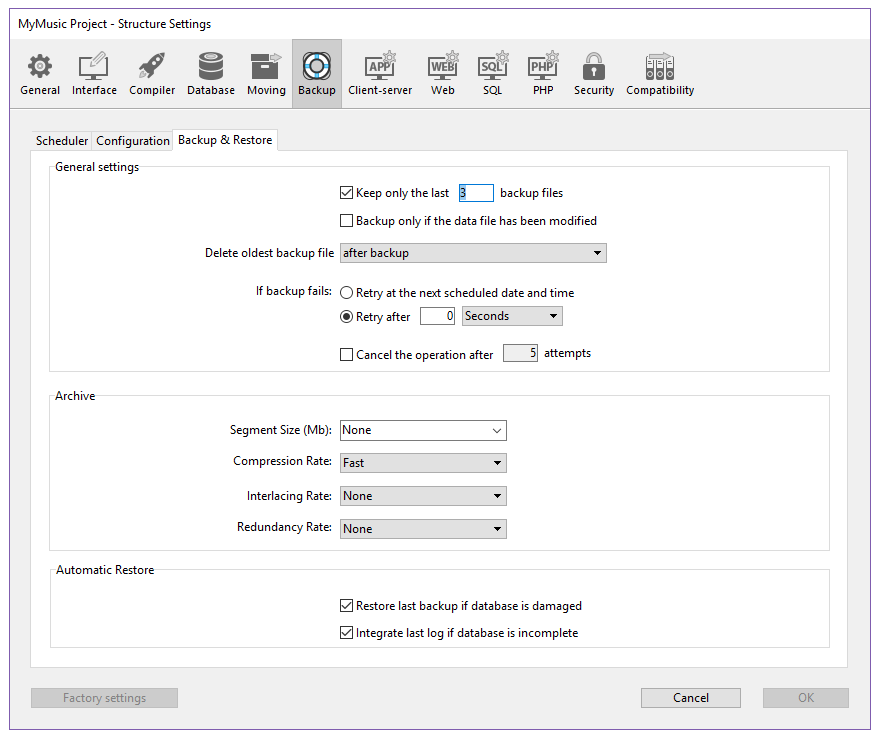 MyMusic Project - Structure Settings
APP WEB SQL PHP
General Interface Compiler Database Moving Backup Client-server Web SQL PHP Security Compatibility
Scheduler Configuration Backup & Restore
General settings
Keep only the last 3 backup files
Backup only if the data file has been modified
Delete oldest backup file after backup
If backup fails: Retry at the next scheduled date and time
Retry after 0 Seconds
Cancel the operation after 5 attempts
Archive
Segment Size (Mb): None
Compression Rate: Fast
Interlacing Rate: None
Redundancy Rate: None
Automatic Restore
Restore last backup if database is damaged
Integrate last log if database is incomplete
Factory settings Cancel OK